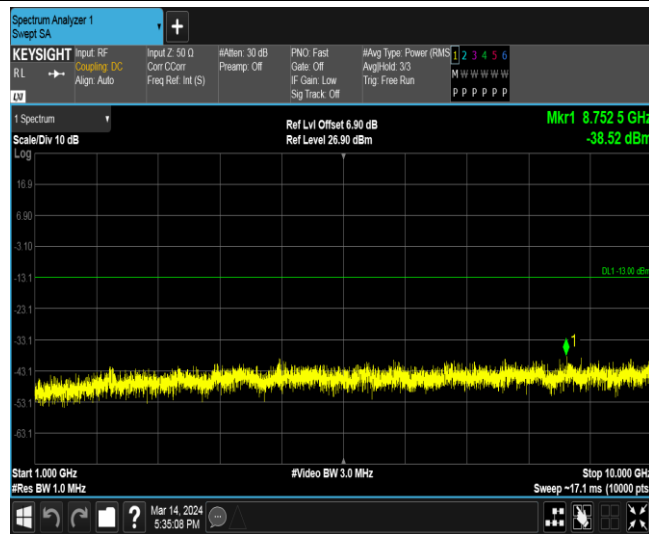 Spectrum Analyzer 1
Swept SA
+
KEYSIGHT
RL
LXI
Input: RF
Coupling: DC
Align: Auto
Input Z: 50 Ω
Corr CCorr
Freq Ref: Int (S)
#Atten: 30 dB
Preamp: Off
PNO: Fast
Gate: Off
IF Gain: Low
Sig Track: Off
#Avg Type: Power (RMS
Avg|Hold: 3/3
Trig: Free Run
1 2 3 4 5 6
M W W W W W
P P P P P P
1 Spectrum
Scale/Div 10 dB
Log
Ref Lvl Offset 6.90 dB
Ref Level 26.90 dBm
Mkr1 8.752 5 GHz
-38.52 dBm
16.9
6.90
-3.10
DL1 -13.00 dBm
-13.1
-23.1
-33.1
1
-43.1
-53.1
-63.1
Start 1.000 GHz
#Video BW 3.0 MHz
Stop 10.000 GHz
#Res BW 1.0 MHz
Sweep ~17.1 ms (10000 pts
?
Mar 14, 2024
5:35:08 PM